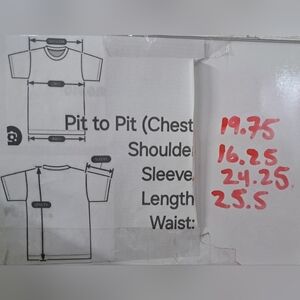 Pit to Pit (Chest 19.75
Shoulde 16.25
Sleeve 24.25
Length 25.5
Waist: